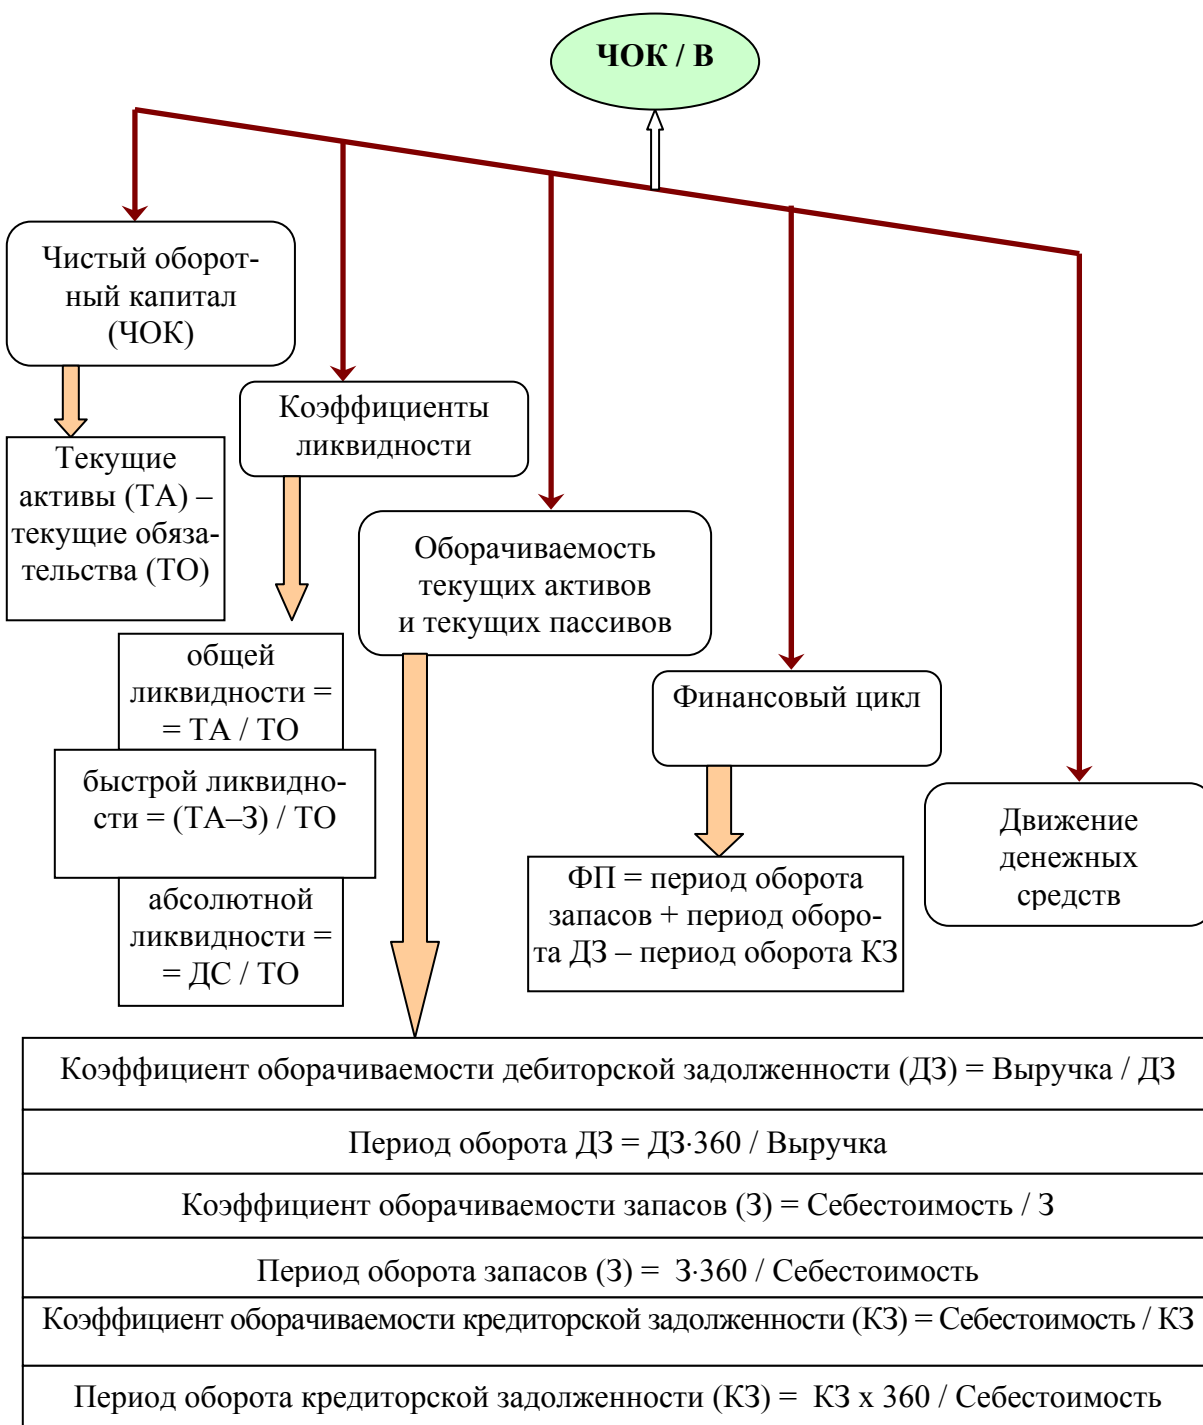 ЧОК / В
Чистый оборот-
ный капитал
(ЧОК)
Текущие
активы (ТА) –
текущие обяза-
тельства (ТО)
Коэффициенты
ликвидности
общей
ликвидности =
= ТА / ТО
быстрой ликвидно-
сти = (ТА–З) / ТО
абсолютной
ликвидности =
= ДС / ТО
Оборачиваемость
текущих активов
и текущих пассивов
Финансовый цикл
ФП = период оборота
запасов + период оборо-
та ДЗ – период оборота КЗ
Движение
денежных
средств
Коэффициент оборачиваемости дебиторской задолженности (ДЗ) = Выручка / ДЗ
Период оборота ДЗ = ДЗ·360 / Выручка
Коэффициент оборачиваемости запасов (З) = Себестоимость / З
Период оборота запасов (З) = З·360 / Себестоимость
Коэффициент оборачиваемости кредиторской задолженности (КЗ) = Себестоимость / КЗ
Период оборота кредиторской задолженности (КЗ) = КЗ х 360 / Себестоимость